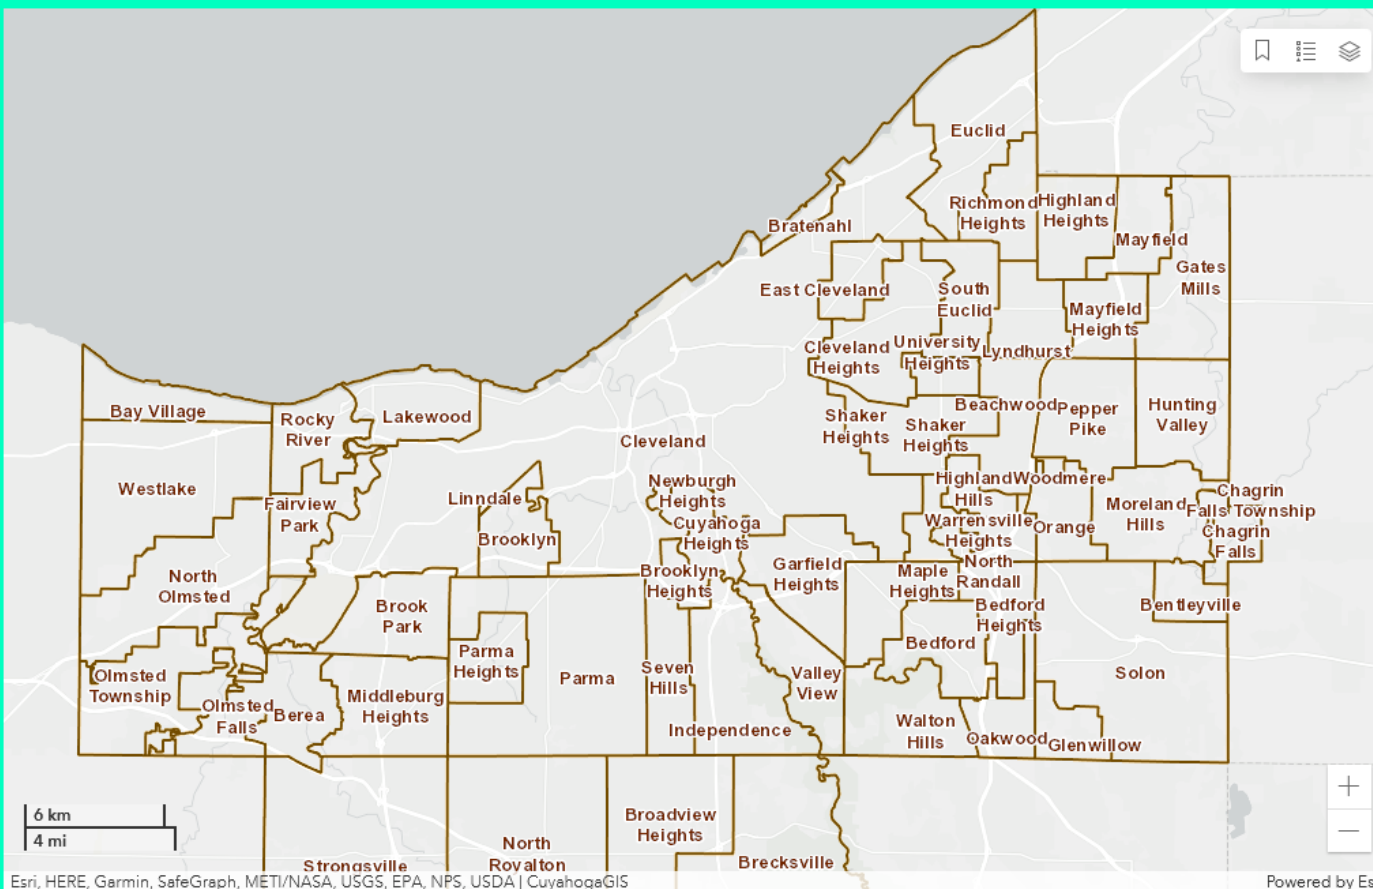 Euclid
Richmond
Heights
Highland
Heights
Bratenahl
Mayfield
Gates
Mills
East Cleveland
South
Euclid
Mayfield
Heights
Cleveland
Heights
University
Heights
Lyndhurst
Bay Village
Rocky
River
Lakewood
Shaker
Heights
Beachwood
Pepper
Pike
Hunting
Valley
Shaker
Heights
Cleveland
Westlake
Fairview
Park
Linndale
Newburgh
Heights
Highland
Hills
Woodmere
Moreland
Hills
Chagrin
Falls Township
Brooklyn
Cuyahoga
Heights
Warrensville
Heights
Orange
Chagrin
Falls
North
Olmsted
Brooklyn
Heights
Garfield
Heights
Maple
Heights
North
Randall
Brook
Park
Bedford
Heights
Bentleyville
Parma
Heights
Bedford
Olmsted
Township
Parma
Seven
Hills
Valley
View
Solon
Olmsted
Falls
Berea
Middleburg
Heights
Independence
Walton
Hills
Oakwood
Glenwillow
6 km
4 mi
Broadview
Heights
Strongsville
North
Royalton
Brecksville
Esri, HERE, Garmin, SafeGraph, METI/NASA, USGS, EPA, NPS, USDA | CuyahogaGIS
Powered by Es